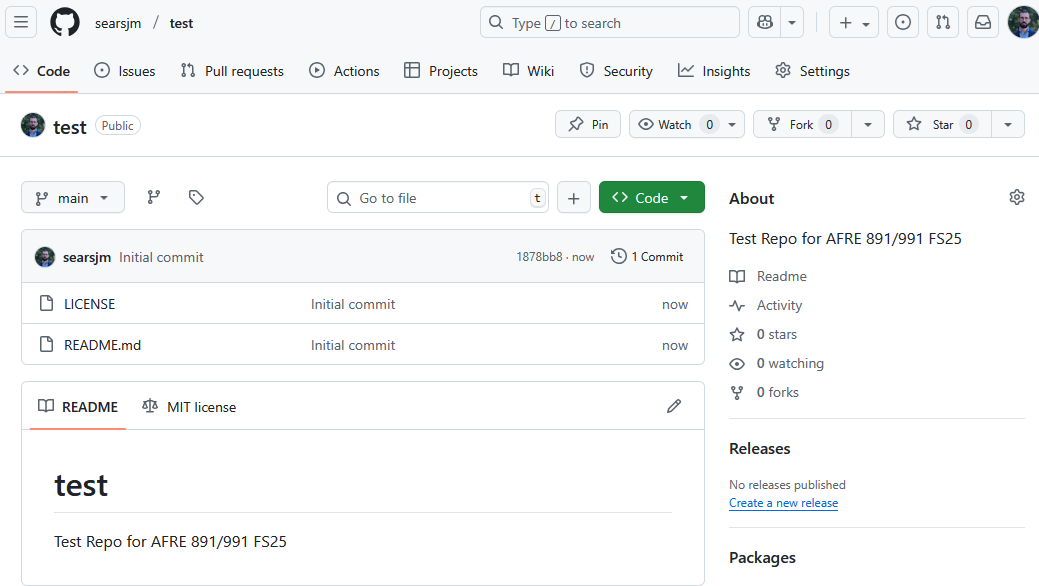 searsjm / test
Type / to search
Code Issues Pull requests Actions Projects Wiki Security Insights Settings
test Public
Pin Watch 0 Fork 0 Star 0
main Go to file t Code
searsjm Initial commit 1878bb8 · now 1 Commit
LICENSE Initial commit now
README.md Initial commit now
README MIT license
test
Test Repo for AFRE 891/991 FS25
About
Test Repo for AFRE 891/991 FS25
Readme
Activity
0 stars
0 watching
0 forks
Releases
No releases published
Create a new release
Packages